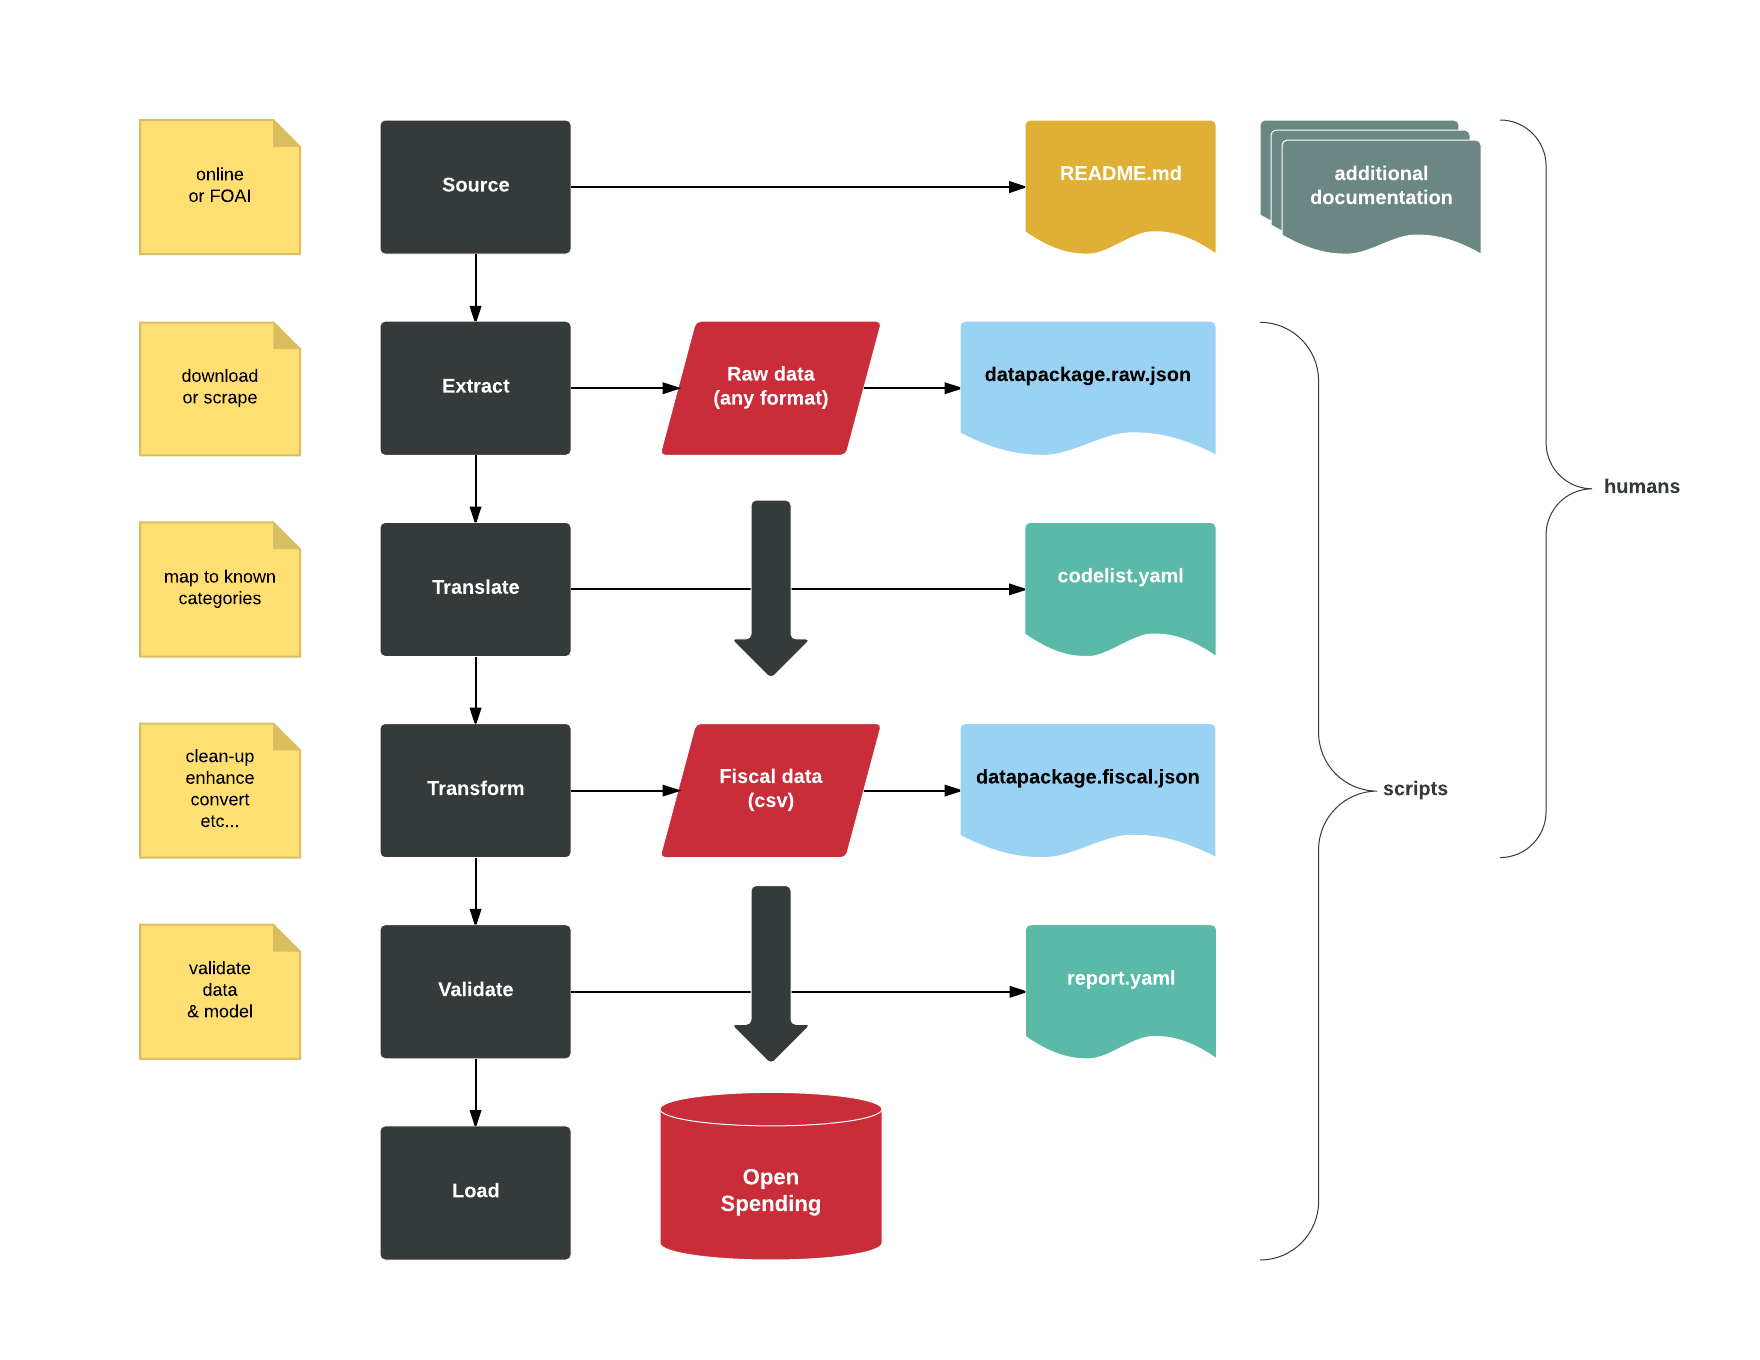 online
or FOAI
Source
README.md
additional
documentation
download
or scrape
Extract
Raw data
(any format)
datapackage.raw.json
humans
map to known
categories
Translate
codelist.yaml
clean-up
enhance
convert
etc...
Transform
Fiscal data
(csv)
datapackage.fiscal.json
scripts
validate
data
& model
Validate
report.yaml
Load
Open
Spending